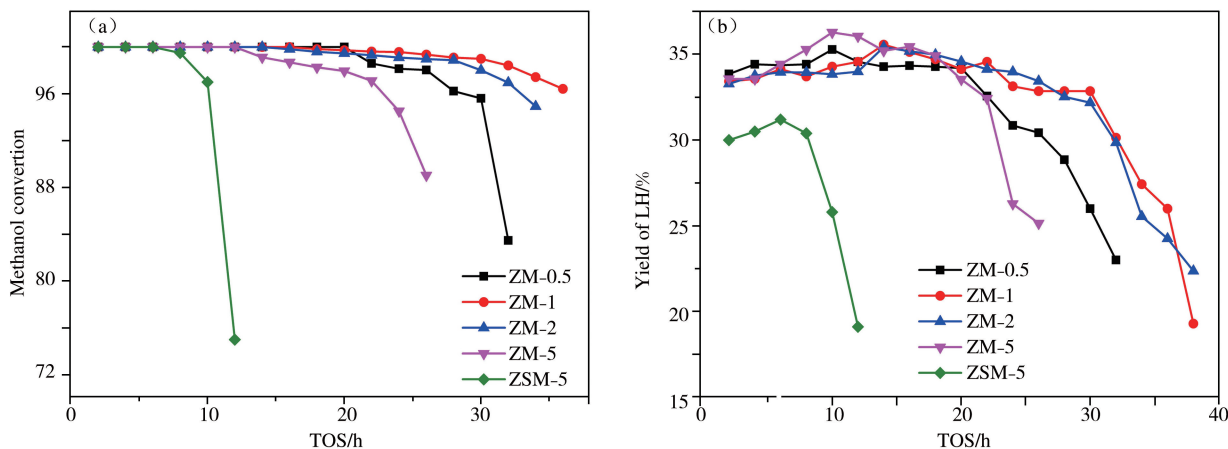 (a)
Methanol convertion
96
88
80
72
0
10
20
30
TOS/h
ZM-0.5
ZM-1
ZM-2
ZM-5
ZSM-5
(b)
Yield of LH/%
35
30
25
20
15
0
10
20
30
40
TOS/h
ZM-0.5
ZM-1
ZM-2
ZM-5
ZSM-5